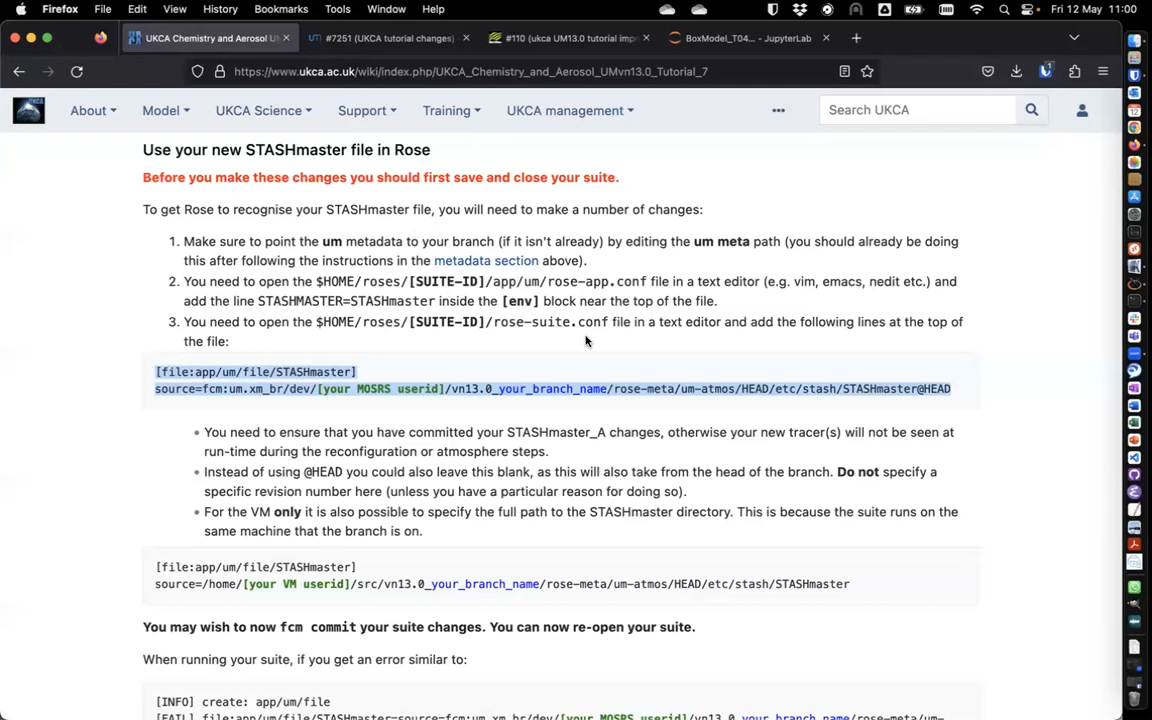 Firefox File Edit View History Bookmarks Tools Window Help Fri 12 May 11:00
UKCA Chemistry and Aerosol U #7251 (UKCA tutorial changes) #110 (ukca UM13.0 tutorial imp BoxModel_T04... - JupyterLab
https://www.ukca.ac.uk/wiki/index.php/UKCA_Chemistry_and_Aerosol_UMvn13.0_Tutorial_7
About Model UKCA Science Support Training UKCA management Search UKCA
Use your new STASHmaster file in Rose
Before you make these changes you should first save and close your suite.
To get Rose to recognise your STASHmaster file, you will need to make a number of changes:
1. Make sure to point the um metadata to your branch (if it isn't already) by editing the um meta path (you should already be doing
this after following the instructions in the metadata section above).
2. You need to open the $HOME/roses/[SUITE-ID]/app/um/rose-app.conf file in a text editor (e.g. vim, emacs, nedit etc.) and
add the line STASHMASTER=STASHmaster inside the [env] block near the top of the file.
3. You need to open the $HOME/roses/[SUITE-ID]/rose-suite.conf file in a text editor and add the following lines at the top of
the file:
[file:app/um/file/STASHmaster]
source=fcm:um.xm_br/dev/[your MOSRS userid]/vn13.0_your_branch_name/rose-meta/um-atmos/HEAD/etc/stash/STASHmaster@HEAD
You need to ensure that you have committed your STASHmaster_A changes, otherwise your new tracer(s) will not be seen at
run-time during the reconfiguration or atmosphere steps.
Instead of using @HEAD you could also leave this blank, as this will also take from the head of the branch. Do not specify a
specific revision number here (unless you have a particular reason for doing so).
For the VM only it is also possible to specify the full path to the STASHmaster directory. This is because the suite runs on the
same machine that the branch is on.
[file:app/um/file/STASHmaster]
source=/home/[your VM userid]/src/vn13.0_your_branch_name/rose-meta/um-atmos/HEAD/etc/stash/STASHmaster
You may wish to now fcm commit your suite changes. You can now re-open your suite.
When running your suite, if you get an error similar to:
[INFO] create: app/um/file
[FAIL] file:app/um/file/STASHmaster=source=fcm:um.xm_br/dev/[your MOSRS userid]/vn13.0_your_branch_name/rose-meta/um-